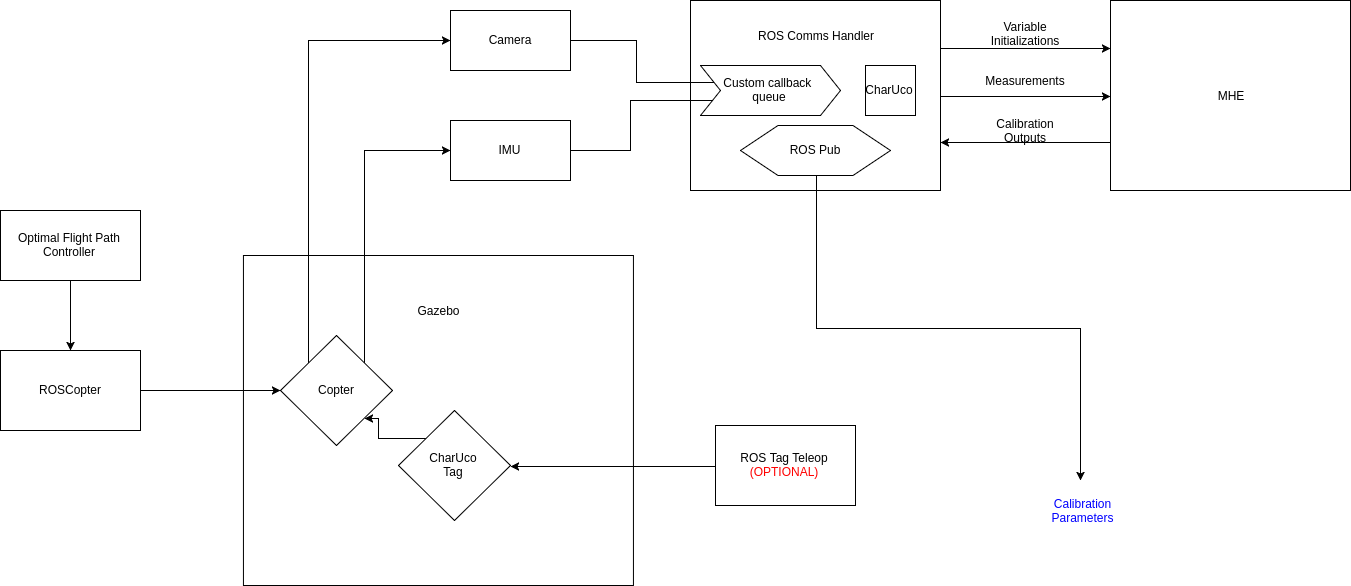 Camera
ROS Comms Handler
Variable
Initializations
Custom callback
queue
CharUco
Measurements
MHE
Calibration
Outputs
IMU
ROS Pub
Optimal Flight Path
Controller
Gazebo
ROSCopter
Copter
CharUco
Tag
ROS Tag Teleop
(OPTIONAL)
Calibration
Parameters